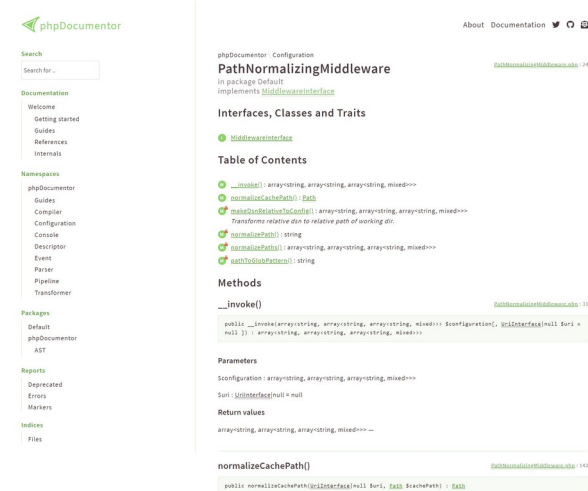 phpDocumentor
About Documentation
Search
Search for ..
Documentation
Welcome
Getting started
Guides
References
Internals
Namespaces
phpDocumentor
Guides
Compiler
Configuration
Console
Descriptor
Event
Parser
Pipeline
Transformer
Packages
Default
phpDocumentor
AST
Reports
Deprecated
Errors
Markers
Indices
Files
phpDocumentor \ Configuration
PathNormalizingMiddleware
PathNormalizingMiddleware.php : 24
in package Default
implements MiddlewareInterface
Interfaces, Classes and Traits
MiddlewareInterface
Table of Contents
__invoke() : array<string, array<string, array<string, mixed>>>
normalizeCachePath() : Path
makeDsnRelativeToConfig() : array<string, array<string, array<string, mixed>>>
Transforms relative dsn to relative path of working dir.
normalizePath() : string
normalizePaths() : array<string, array<string, array<string, mixed>>>
pathToGlobPattern() : string
Methods
__invoke()
PathNormalizingMiddleware.php
public __invoke(array<string, array<string, array<string, mixed>>> $configuration[, UriInterface|null $uri =
null ]) : array<string, array<string, array<string, mixed>>>
Parameters
$configuration : array<string, array<string, array<string, mixed>>>
$uri : UriInterface|null = null
Return values
array<string, array<string, array<string, mixed>>> —
normalizeCachePath()
PathNormalizingMiddleware.php
public normalizeCachePath(UriInterface|null $uri, Path $cachePath) : Path